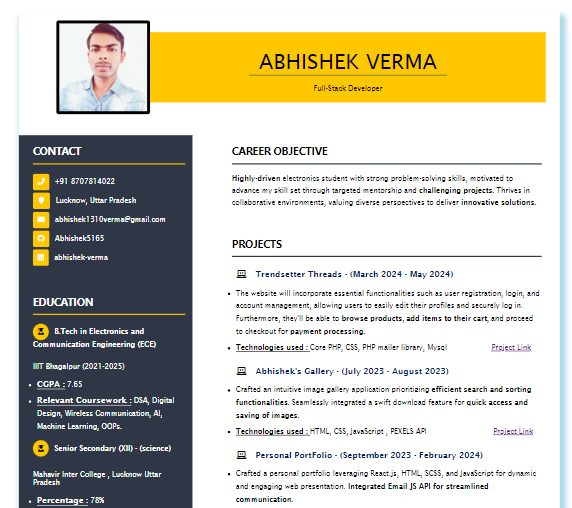 ABHISHEK VERMA
Full-Stack Developer
CONTACT
+91 8707814022
Lucknow, Uttar Pradesh
abhishek1310verma@gmail.com
Abhishek5165
abhishek-verma
EDUCATION
B.Tech in Electronics and
Communication Engineering (ECE)
IIIT Bhagalpur (2021-2025)
• CGPA : 7.65
• Relevant Coursework : DSA, Digital
Design, Wireless Communication, AI,
Machine Learning, OOPs.
Senior Secondary (XII) - (science)
Mahavir Inter College , Lucknow Uttar
Pradesh
• Percentage : 78%
CAREER OBJECTIVE
Highly-driven electronics student with strong problem-solving skills, motivated to
advance my skill set through targeted mentorship and challenging projects. Thrives in
collaborative environments, valuing diverse perspectives to deliver innovative solutions.
PROJECTS
Trendsetter Threads - (March 2024 - May 2024)
• The website will incorporate essential functionalities such as user registration, login, and
account management, allowing users to easily edit their profiles and securely log in.
Furthermore, they'll be able to browse products, add items to their cart, and proceed
to checkout for payment processing.
• Technologies used : Core PHP, CSS, PHP mailer library, Mysql Project Link
Abhishek's Gallery - (July 2023 - August 2023)
• Crafted an intuitive image gallery application prioritizing efficient search and sorting
functionalities. Seamlessly integrated a swift download feature for quick access and
saving of images.
• Technologies used : HTML, CSS, JavaScript , PEXELS API Project Link
Personal PortFolio - (September 2023 - February 2024)
• Crafted a personal portfolio leveraging React.js, HTML, SCSS, and JavaScript for dynamic
and engaging web presentation. Integrated Email JS API for streamlined
communication.